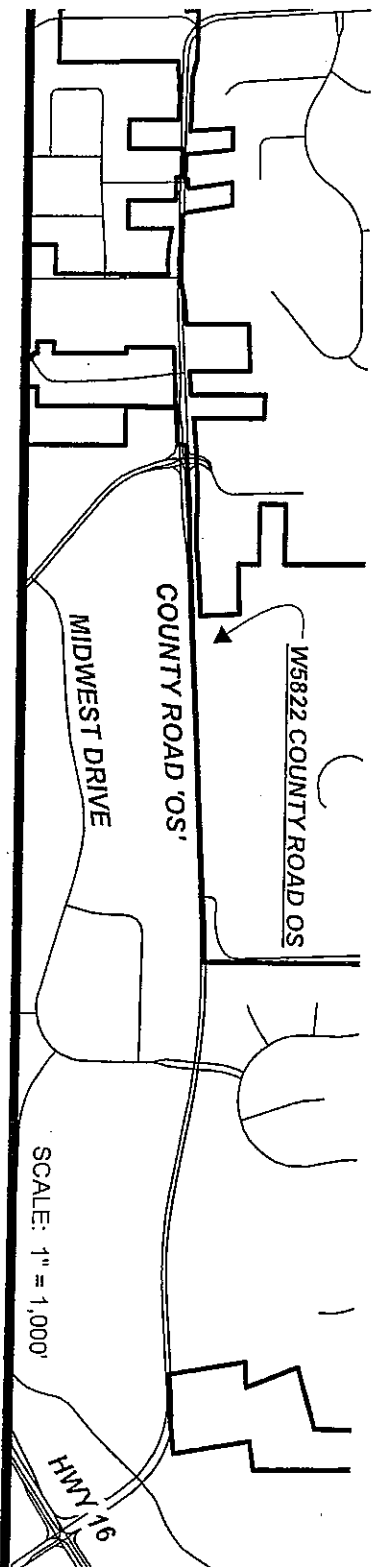 W5822 COUNTY ROAD OS
COUNTY ROAD 'OS'
MIDWEST DRIVE
SCALE: 1" = 1,000'
HWY 16